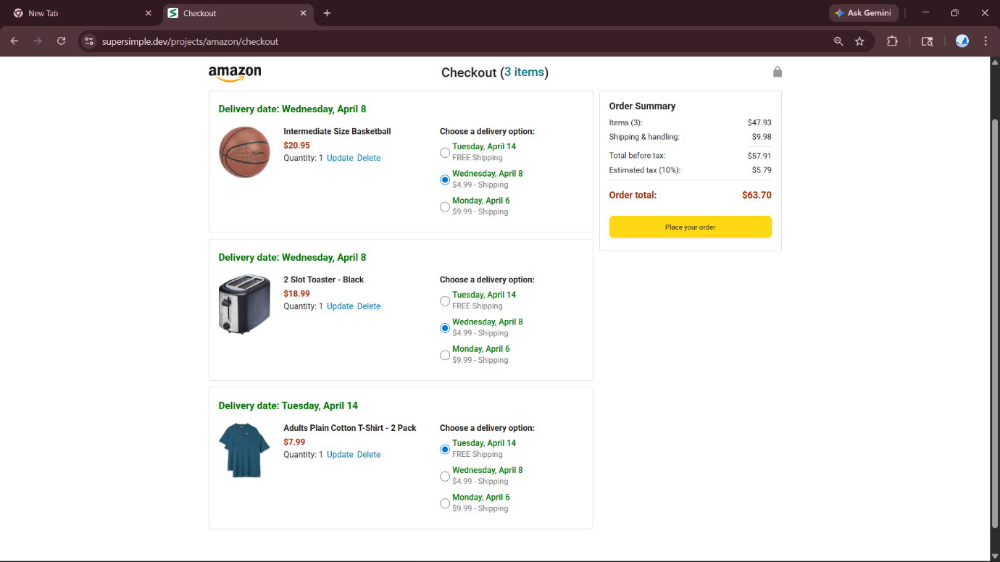 New Tab
Checkout
Ask Gemini
supersimple.dev/projects/amazon/checkout
amazon
Checkout (3 items)
Delivery date: Wednesday, April 8
Intermediate Size Basketball
$20.95
Quantity: 1 Update Delete
Choose a delivery option:
Tuesday, April 14
FREE Shipping
Wednesday, April 8
$4.99 - Shipping
Monday, April 6
$9.99 - Shipping
Delivery date: Wednesday, April 8
2 Slot Toaster - Black
$18.99
Quantity: 1 Update Delete
Choose a delivery option:
Tuesday, April 14
FREE Shipping
Wednesday, April 8
$4.99 - Shipping
Monday, April 6
$9.99 - Shipping
Delivery date: Tuesday, April 14
Adults Plain Cotton T-Shirt - 2 Pack
$7.99
Quantity: 1 Update Delete
Choose a delivery option:
Tuesday, April 14
FREE Shipping
Wednesday, April 8
$4.99 - Shipping
Monday, April 6
$9.99 - Shipping
Order Summary
Items (3): $47.93
Shipping & handling: $9.98
Total before tax: $57.91
Estimated tax (10%): $5.79
Order total: $63.70
Place your order